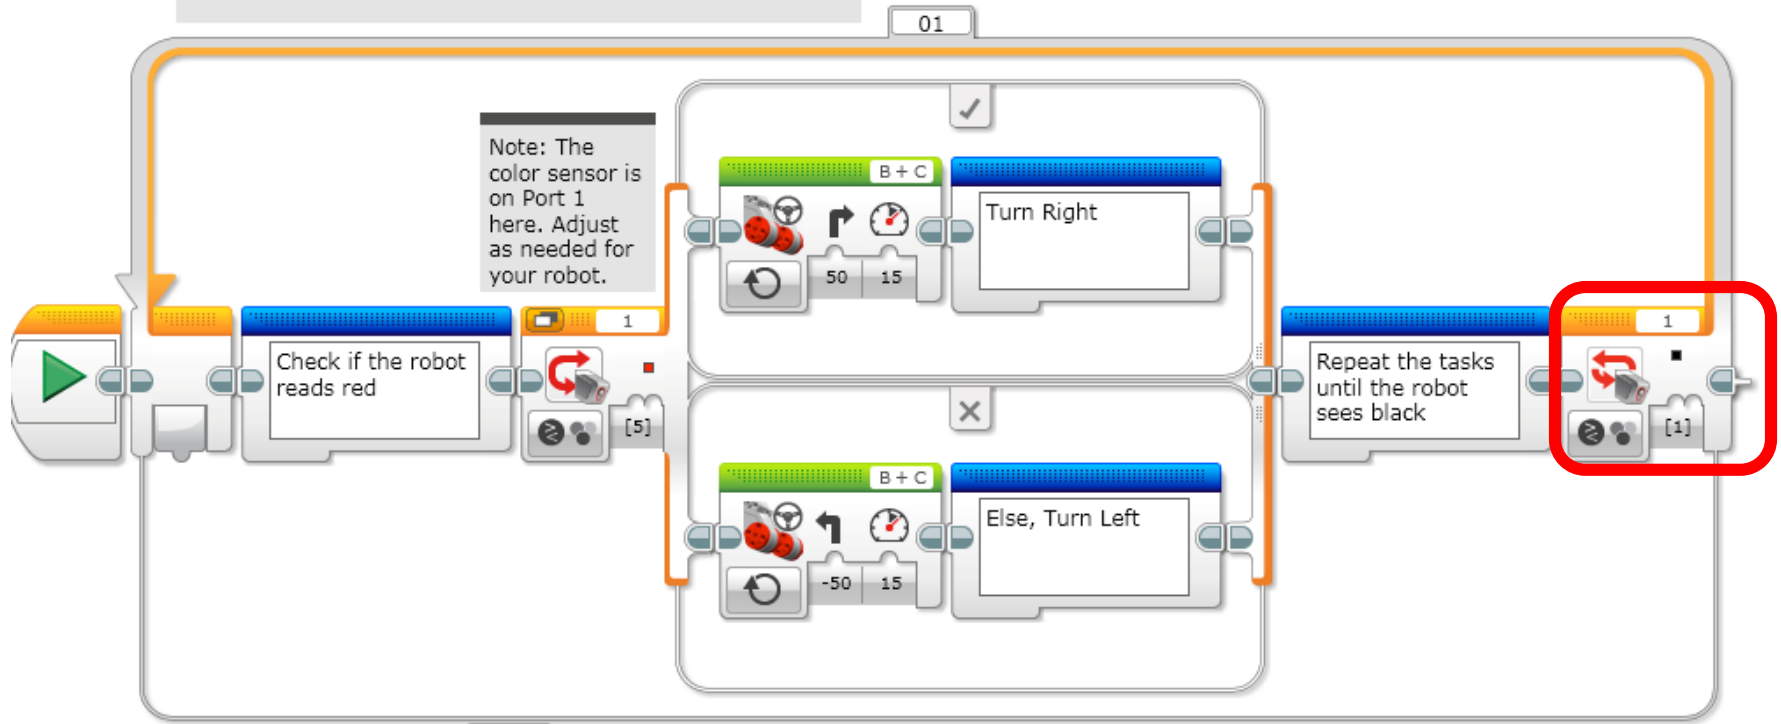 01
Note: The
color sensor is
on Port 1
here. Adjust
as needed for
your robot.
B + C
Turn Right
50 15
Check if the robot
reads red
1
[5]
B + C
Else, Turn Left
-50 15
Repeat the tasks
until the robot
sees black
1
[1]